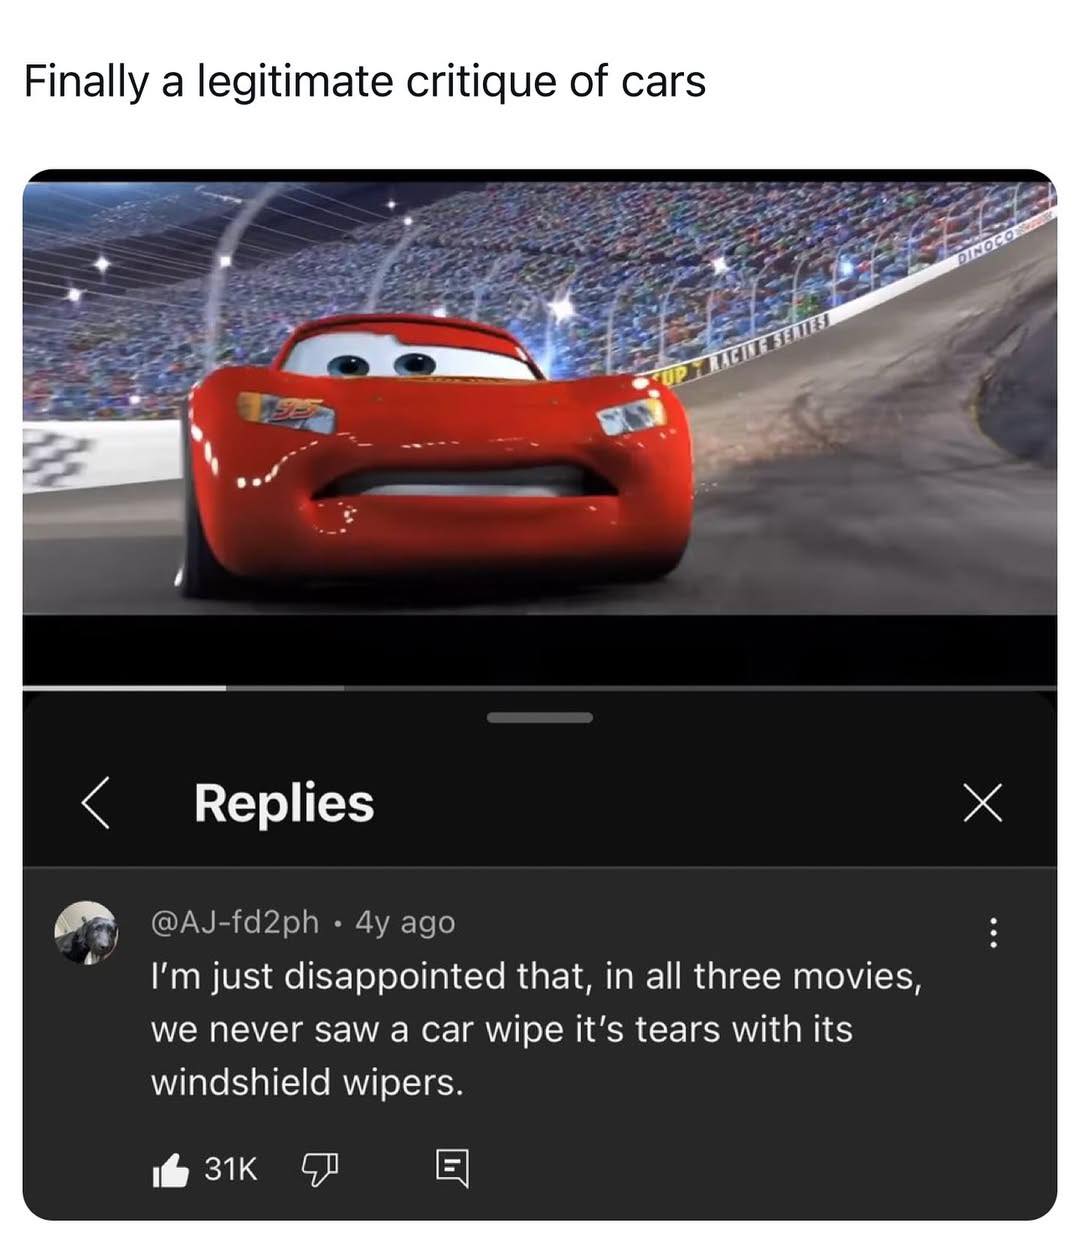 Finally a legitimate critique of cars
DINOCO
CUP RACING SERIES
95
Replies
@AJ-fd2ph • 4y ago
I'm just disappointed that, in all three movies,
we never saw a car wipe it's tears with its
windshield wipers.
31K